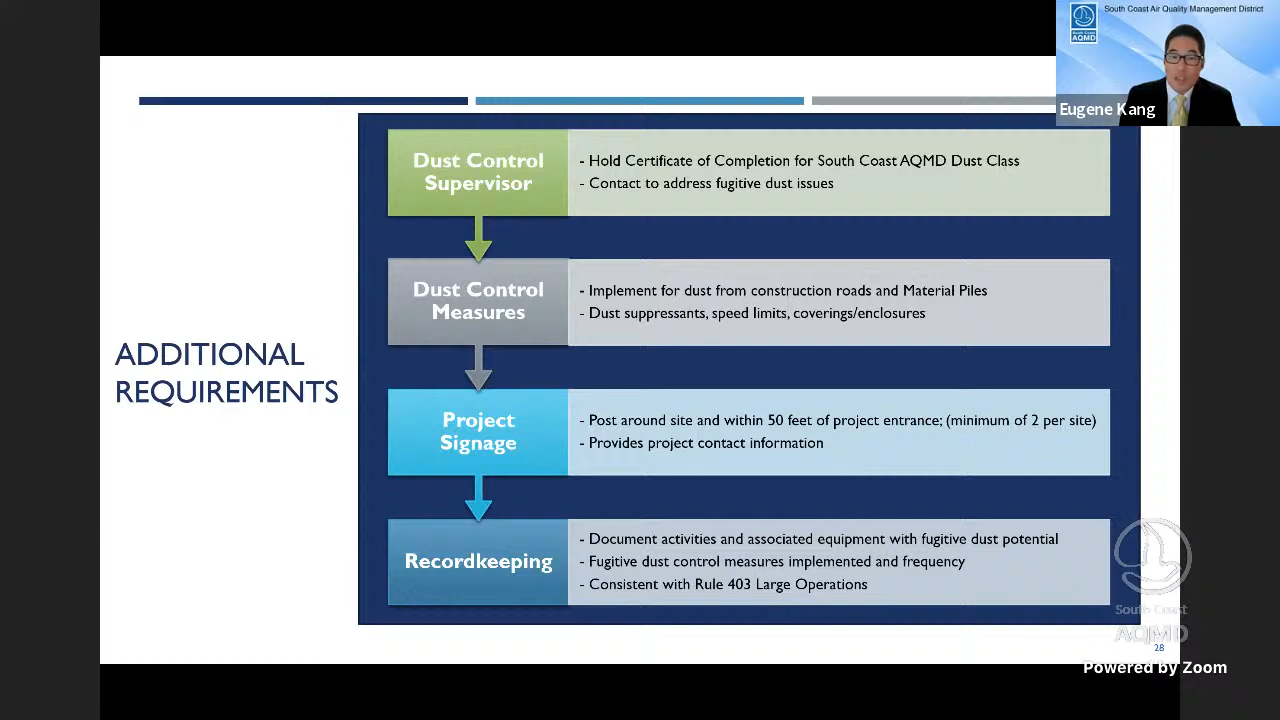 South Coast Air Quality Management District
South Coast
AQMD
Eugene Kang
ADDITIONAL
REQUIREMENTS
Dust Control
Supervisor
- Hold Certificate of Completion for South Coast AQMD Dust Class
- Contact to address fugitive dust issues
Dust Control
Measures
- Implement for dust from construction roads and Material Piles
- Dust suppressants, speed limits, coverings/enclosures
Project
Signage
- Post around site and within 50 feet of project entrance; (minimum of 2 per site)
- Provides project contact information
Recordkeeping
- Document activities and associated equipment with fugitive dust potential
- Fugitive dust control measures implemented and frequency
- Consistent with Rule 403 Large Operations
South Coast
AQMD
28
Powered by Zoom